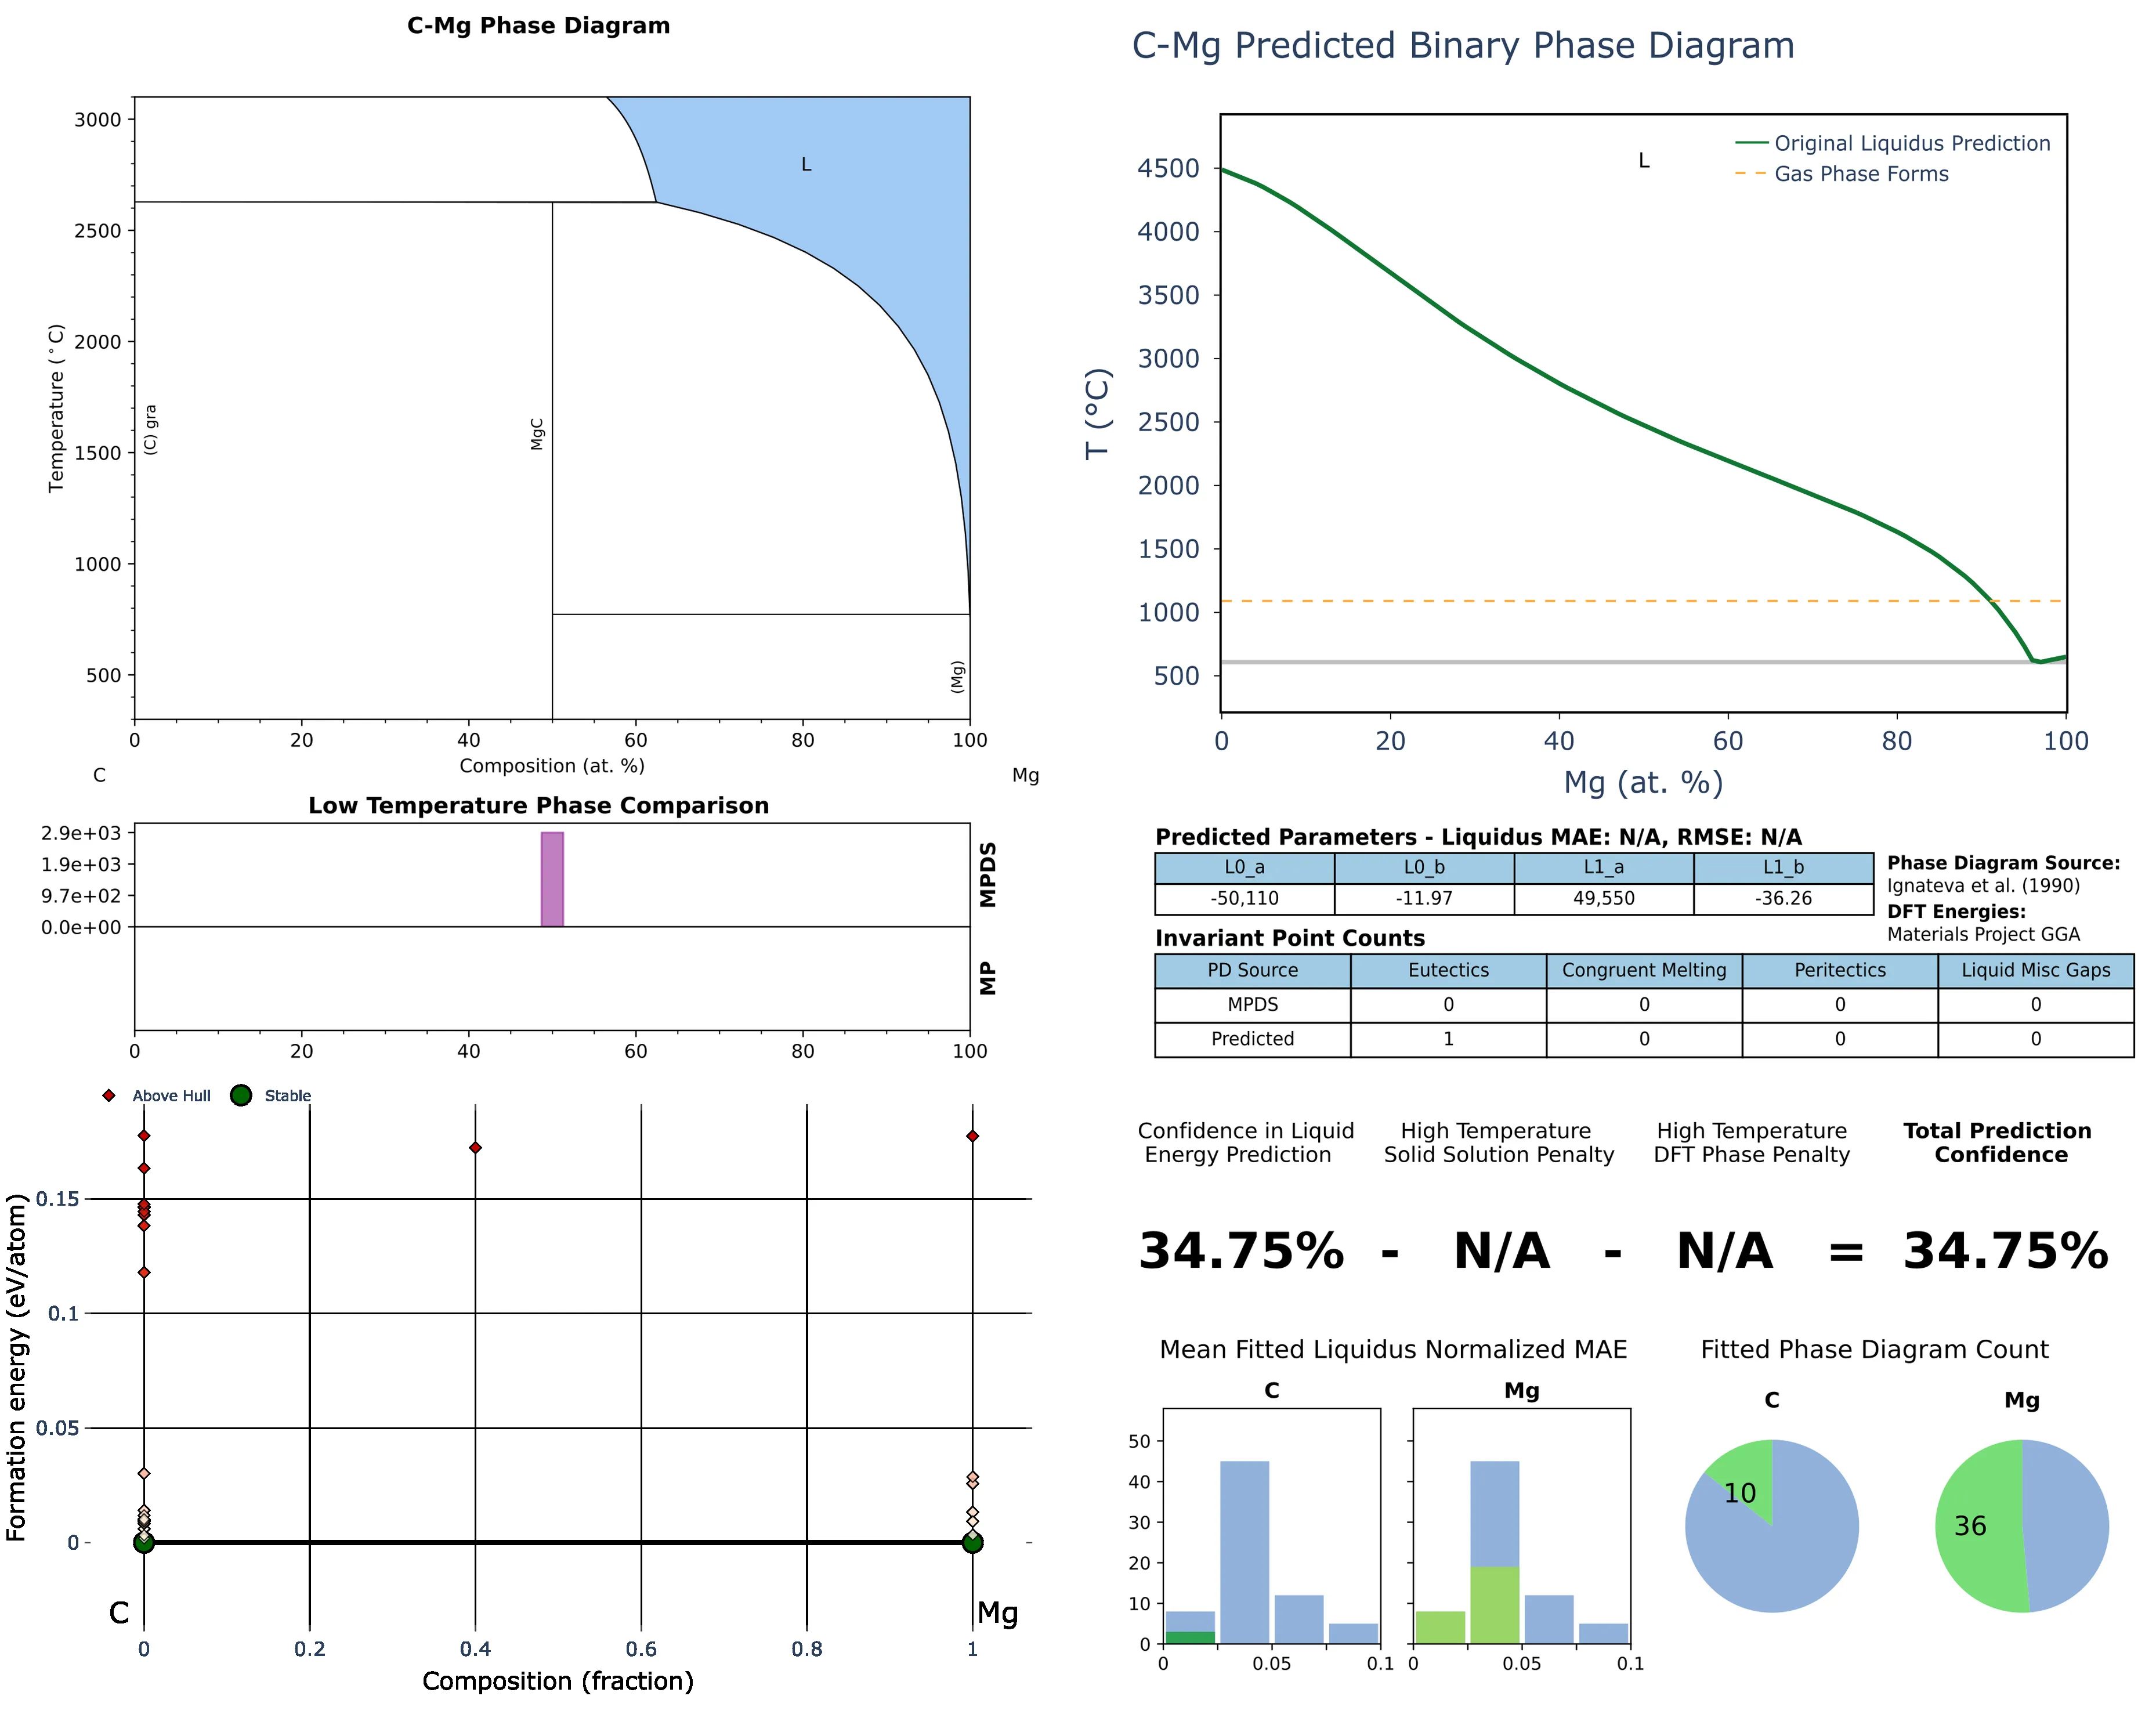 C-Mg Phase Diagram
3000
2500
2000
1500
1000
500
Temperature (°C)
L
(C) gra
MgC
(Mg)
0 20 40 60 80 100
Composition (at. %)
C Mg
Low Temperature Phase Comparison
2.9e+03
1.9e+03
9.7e+02
0.0e+00
MPDS
MP
0 20 40 60 80 100
Above Hull Stable
0.15
0.1
0.05
0
Formation energy (eV/atom)
C Mg
0 0.2 0.4 0.6 0.8 1
Composition (fraction)
C-Mg Predicted Binary Phase Diagram
L
Original Liquidus Prediction
Gas Phase Forms
4500
4000
3500
3000
2500
2000
1500
1000
500
T (°C)
0 20 40 60 80 100
Mg (at. %)
Predicted Parameters - Liquidus MAE: N/A, RMSE: N/A
L0_a L0_b L1_a L1_b
-50,110 -11.97 49,550 -36.26
Phase Diagram Source:
Ignateva et al. (1990)
DFT Energies:
Materials Project GGA
Invariant Point Counts
PD Source Eutectics Congruent Melting Peritectics Liquid Misc Gaps
MPDS 0 0 0 0
Predicted 1 0 0 0
Confidence in Liquid
Energy Prediction
High Temperature
Solid Solution Penalty
High Temperature
DFT Phase Penalty
Total Prediction
Confidence
34.75% - N/A - N/A = 34.75%
Mean Fitted Liquidus Normalized MAE
C Mg
50
40
30
20
10
0
0 0.05 0.1
0 0.05 0.1
Fitted Phase Diagram Count
C Mg
10 36